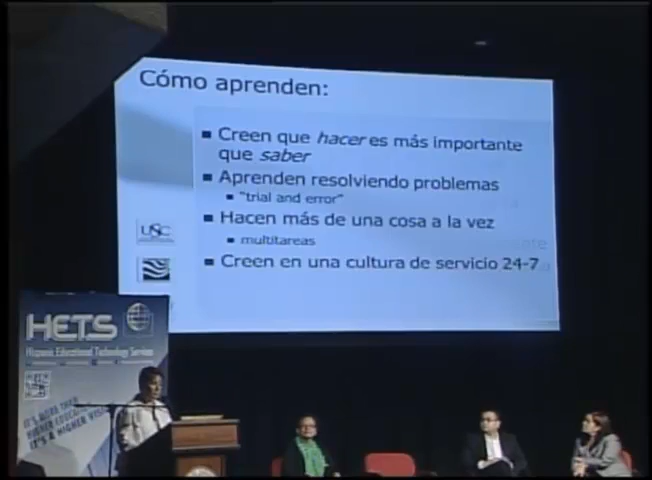 Cómo aprenden:
Creen que hacer es más importante
que saber
Aprenden resolviendo problemas
"trial and error"
Hacen más de una cosa a la vez
multitareas
Creen en una cultura de servicio 24-7
USC
HETS
Hispanic Educational Technology Services
IT'S MORE THAN
HIGHER EDUCATION
IT'S A HIGHER VISION